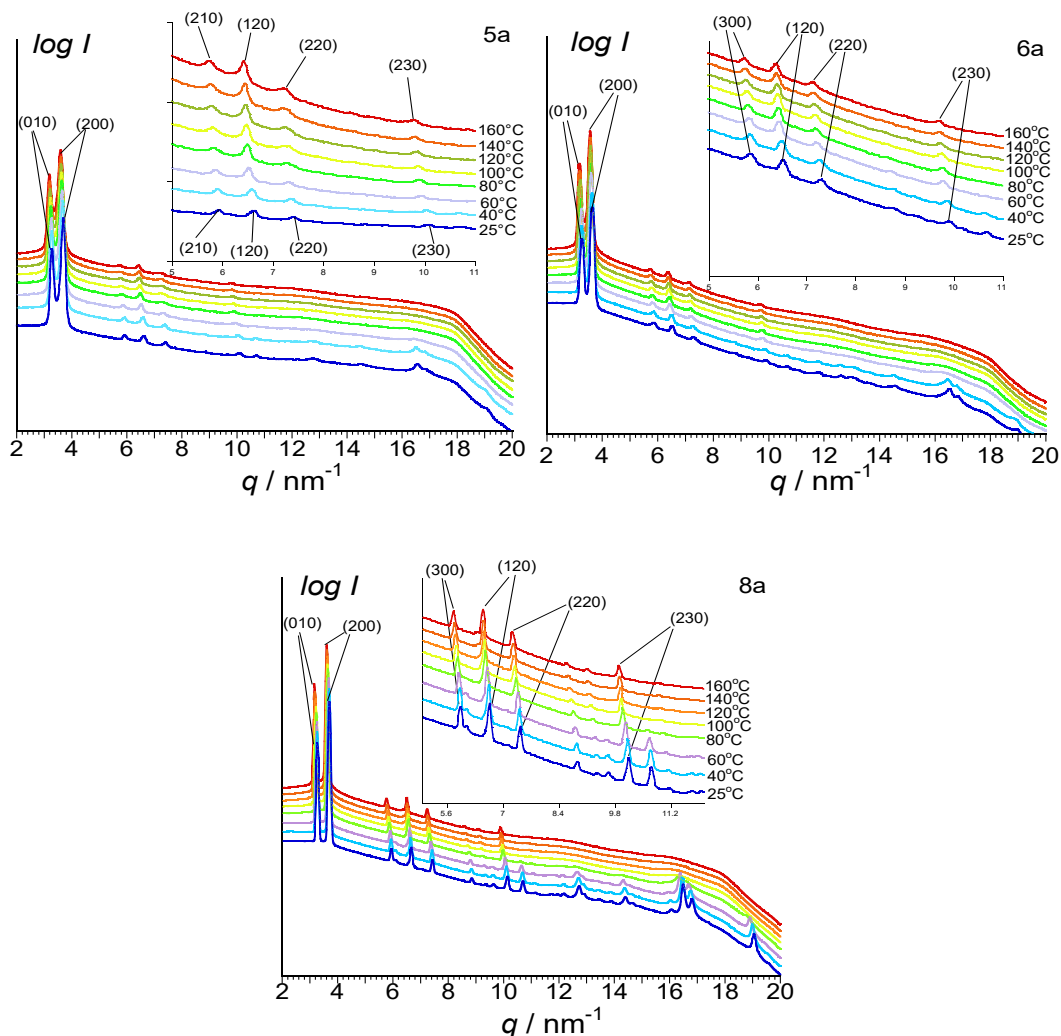 log I
5a
(210)
(120)
(220)
(230)
(010)
(200)
160°C
140°C
120°C
100°C
80°C
60°C
40°C
25°C
(210)
(120)
(220)
(230)
5 6 7 8 9 10 11
2 4 6 8 10 12 14 16 18 20
q / nm-1
log I
6a
(300)
(120)
(220)
(230)
(010)
(200)
160°C
140°C
120°C
100°C
80°C
60°C
40°C
25°C
5 6 7 8 9 10 11
2 4 6 8 10 12 14 16 18 20
q / nm-1
log I
8a
(300)
(120)
(220)
(230)
(010)
(200)
160°C
140°C
120°C
100°C
80°C
60°C
40°C
25°C
5.6 7 8.4 9.8 11.2
2 4 6 8 10 12 14 16 18 20
q / nm-1